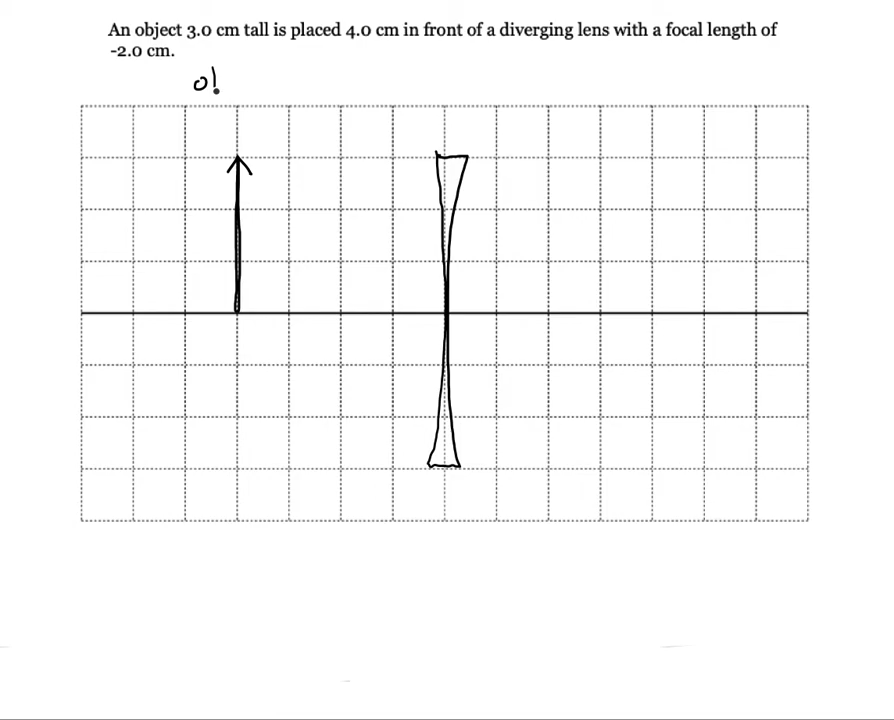 An object 3.0 cm tall is placed 4.0 cm in front of a diverging lens with a focal length of
-2.0 cm.
o!